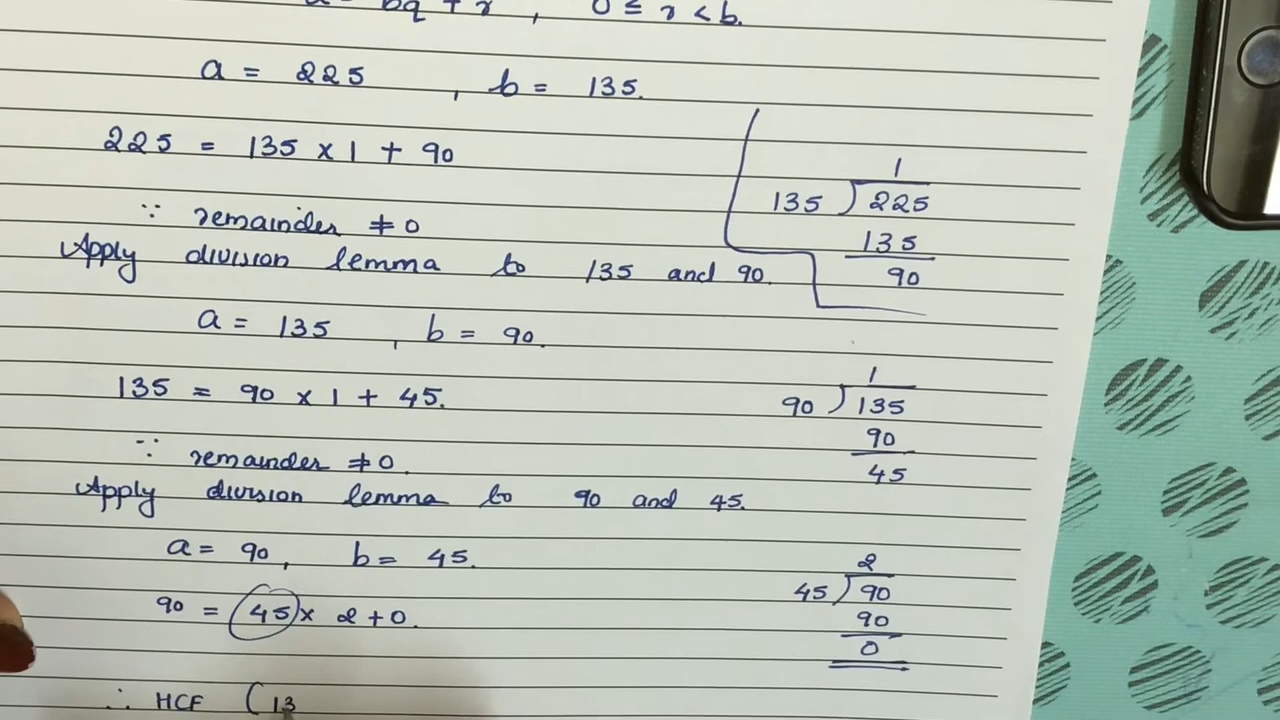 a = bq + r , 0 ≤ r < b.
a = 225 , b = 135.
225 = 135 × 1 + 90
∵ remainder ≠ 0
Apply division lemma to 135 and 90.
a = 135 , b = 90.
135 = 90 × 1 + 45.
∵ remainder ≠ 0.
Apply division lemma to 90 and 45.
a = 90, b = 45.
90 = 45 × 2 + 0.
∴ HCF (13
1
135 ) 225
135
90
1
90 ) 135
90
45
2
45 ) 90
90
0